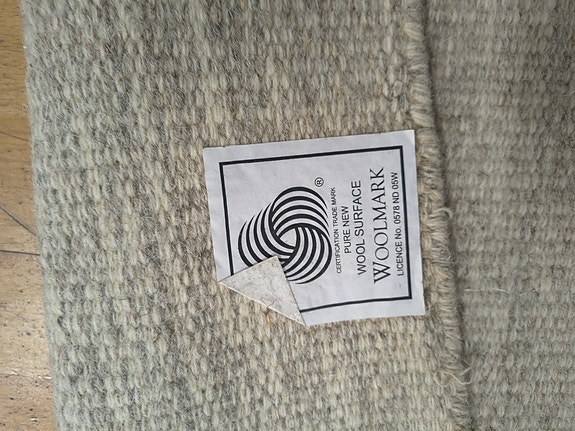 ®
CERTIFICATION TRADE MARK
PURE NEW
WOOL SURFACE
WOOLMARK
LICENCE No. 0578 ND 05W